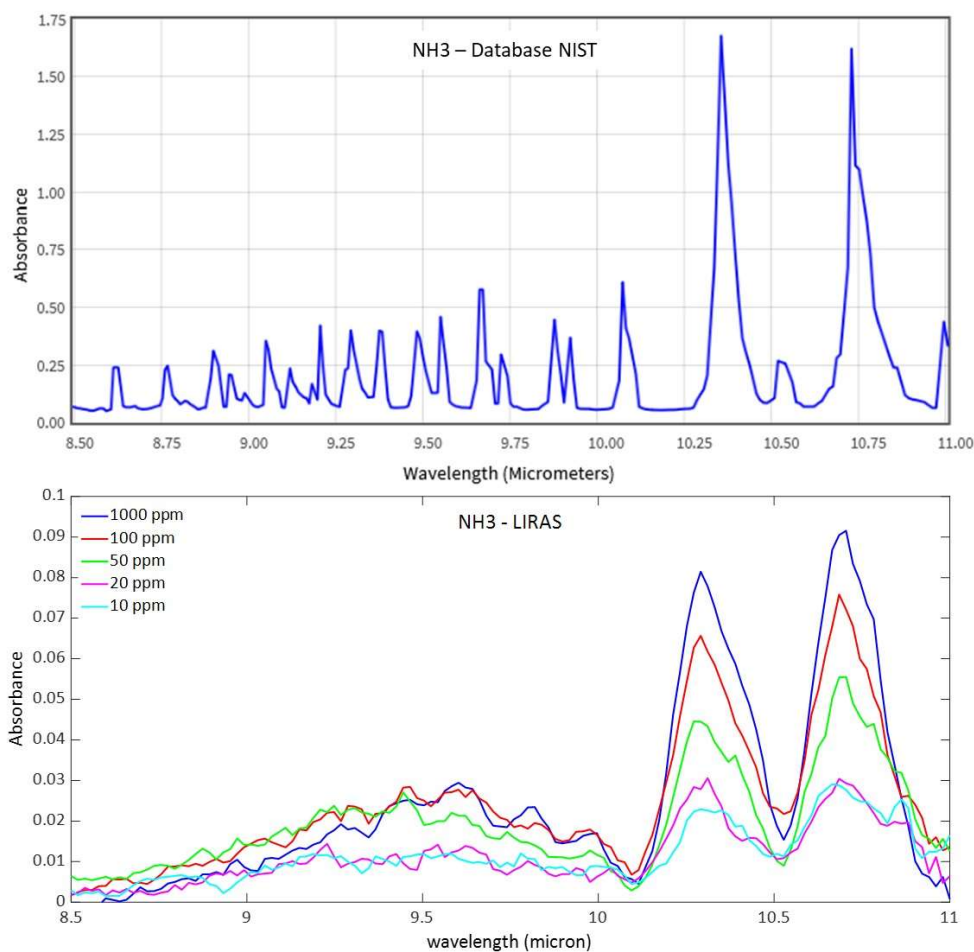 NH3 – Database NIST
Absorbance
1.75
1.50
1.25
1.00
0.75
0.50
0.25
0.00
8.50 8.75 9.00 9.25 9.50 9.75 10.00 10.25 10.50 10.75 11.00
Wavelength (Micrometers)
NH3 - LIRAS
1000 ppm
100 ppm
50 ppm
20 ppm
10 ppm
Absorbance
0.1
0.09
0.08
0.07
0.06
0.05
0.04
0.03
0.02
0.01
0
8.5 9 9.5 10 10.5 11
wavelength (micron)